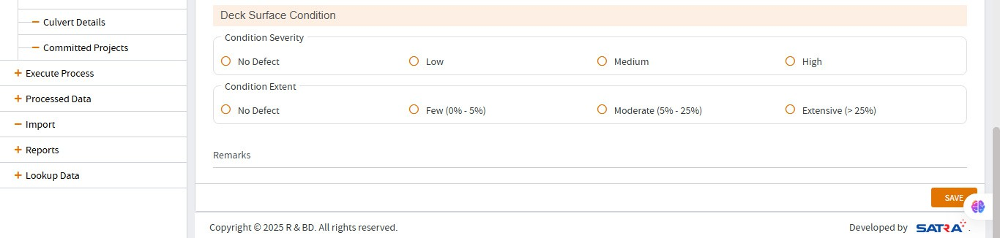 Culvert Details
Committed Projects
Execute Process
Processed Data
Import
Reports
Lookup Data
Deck Surface Condition
Condition Severity
No Defect Low Medium High
Condition Extent
No Defect Few (0% - 5%) Moderate (5% - 25%) Extensive (> 25%)
Remarks
SAVE
Copyright © 2025 R & BD. All rights reserved. Developed by SATRA .